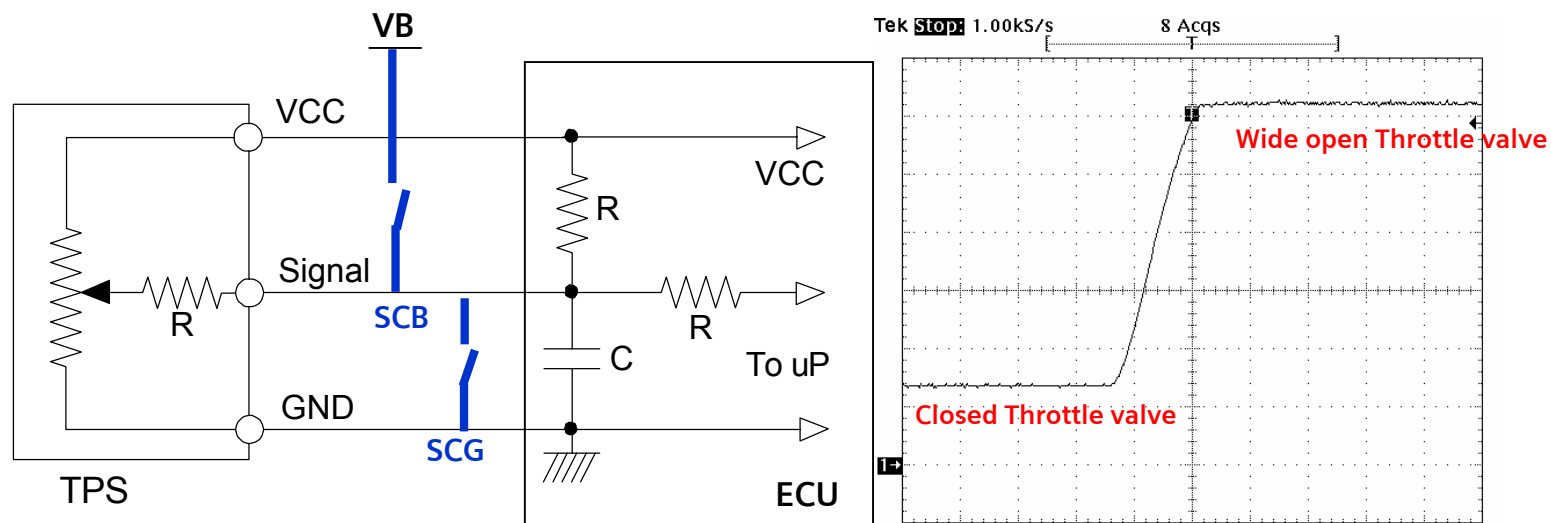 VB
VCC
VCC
R
Signal
R
SCB
R
C
To uP
GND
SCG
TPS
ECU
Tek Stop: 1.00kS/s 8 Acqs
T
Wide open Throttle valve
Closed Throttle valve
1→